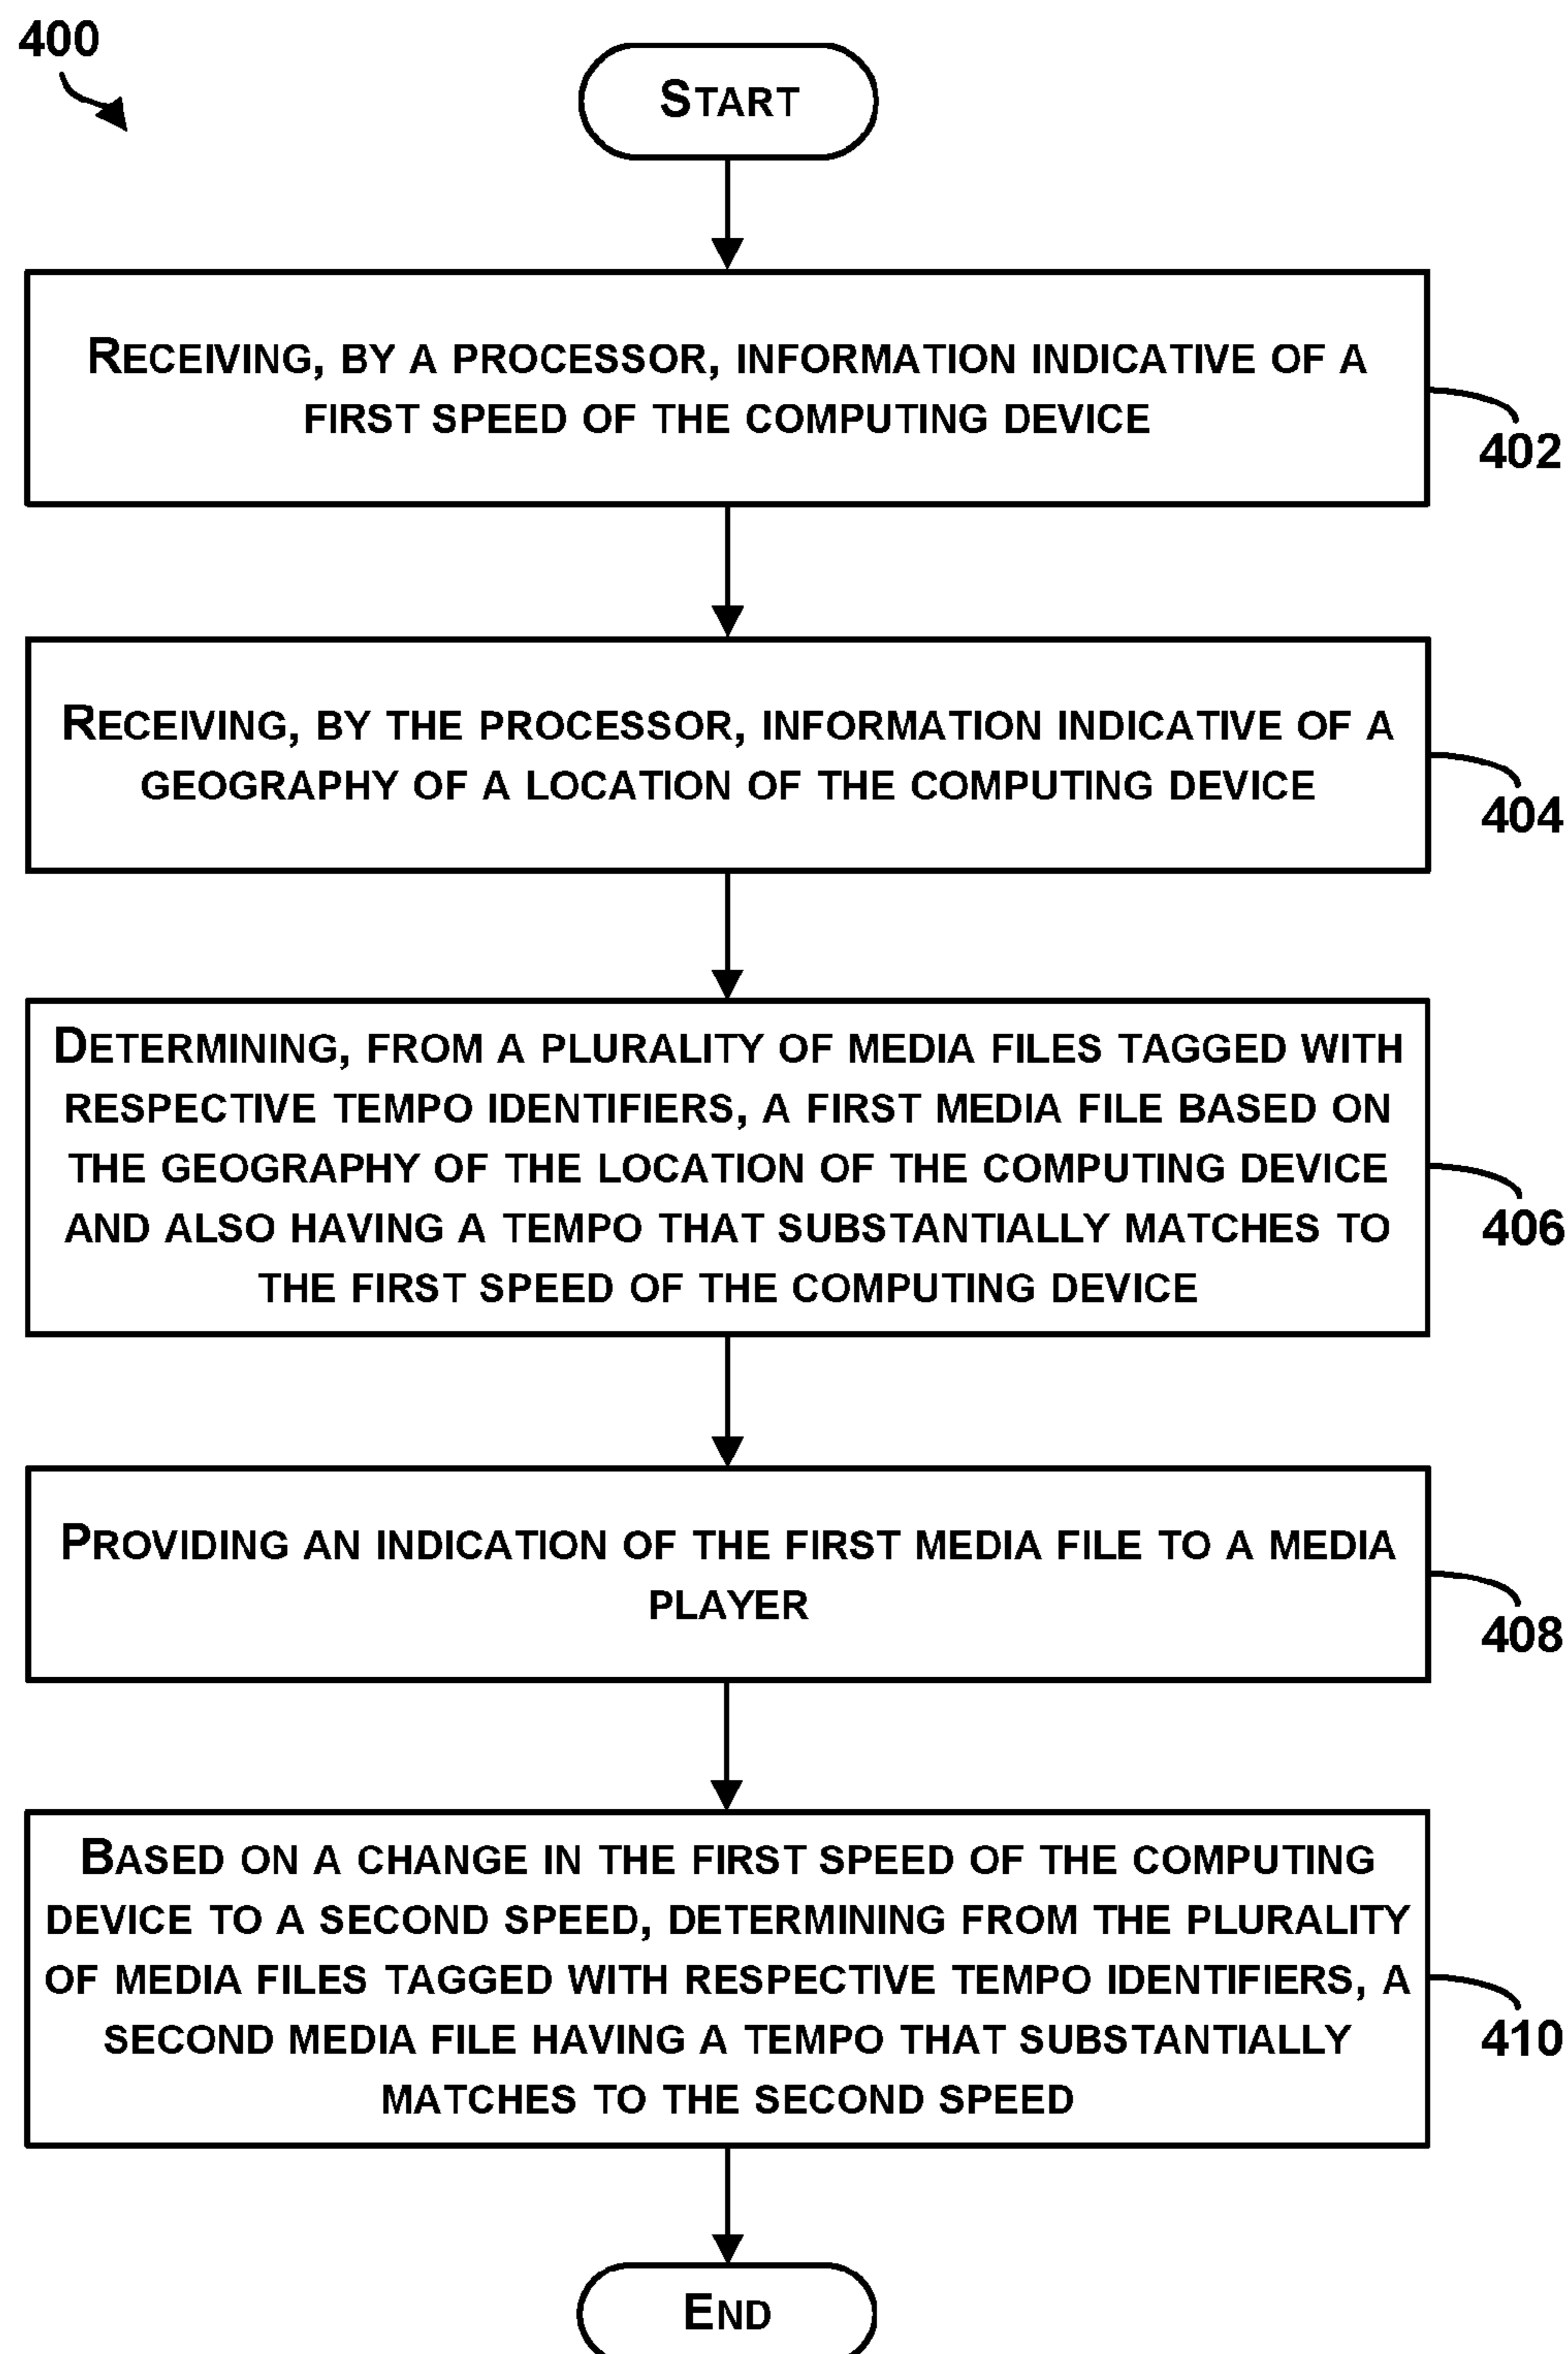 400
START
RECEIVING, BY A PROCESSOR, INFORMATION INDICATIVE OF A
FIRST SPEED OF THE COMPUTING DEVICE
402
RECEIVING, BY THE PROCESSOR, INFORMATION INDICATIVE OF A
GEOGRAPHY OF A LOCATION OF THE COMPUTING DEVICE
404
DETERMINING, FROM A PLURALITY OF MEDIA FILES TAGGED WITH
RESPECTIVE TEMPO IDENTIFIERS, A FIRST MEDIA FILE BASED ON
THE GEOGRAPHY OF THE LOCATION OF THE COMPUTING DEVICE
AND ALSO HAVING A TEMPO THAT SUBSTANTIALLY MATCHES TO
THE FIRST SPEED OF THE COMPUTING DEVICE
406
PROVIDING AN INDICATION OF THE FIRST MEDIA FILE TO A MEDIA
PLAYER
408
BASED ON A CHANGE IN THE FIRST SPEED OF THE COMPUTING
DEVICE TO A SECOND SPEED, DETERMINING FROM THE PLURALITY
OF MEDIA FILES TAGGED WITH RESPECTIVE TEMPO IDENTIFIERS, A
SECOND MEDIA FILE HAVING A TEMPO THAT SUBSTANTIALLY
MATCHES TO THE SECOND SPEED
410
END